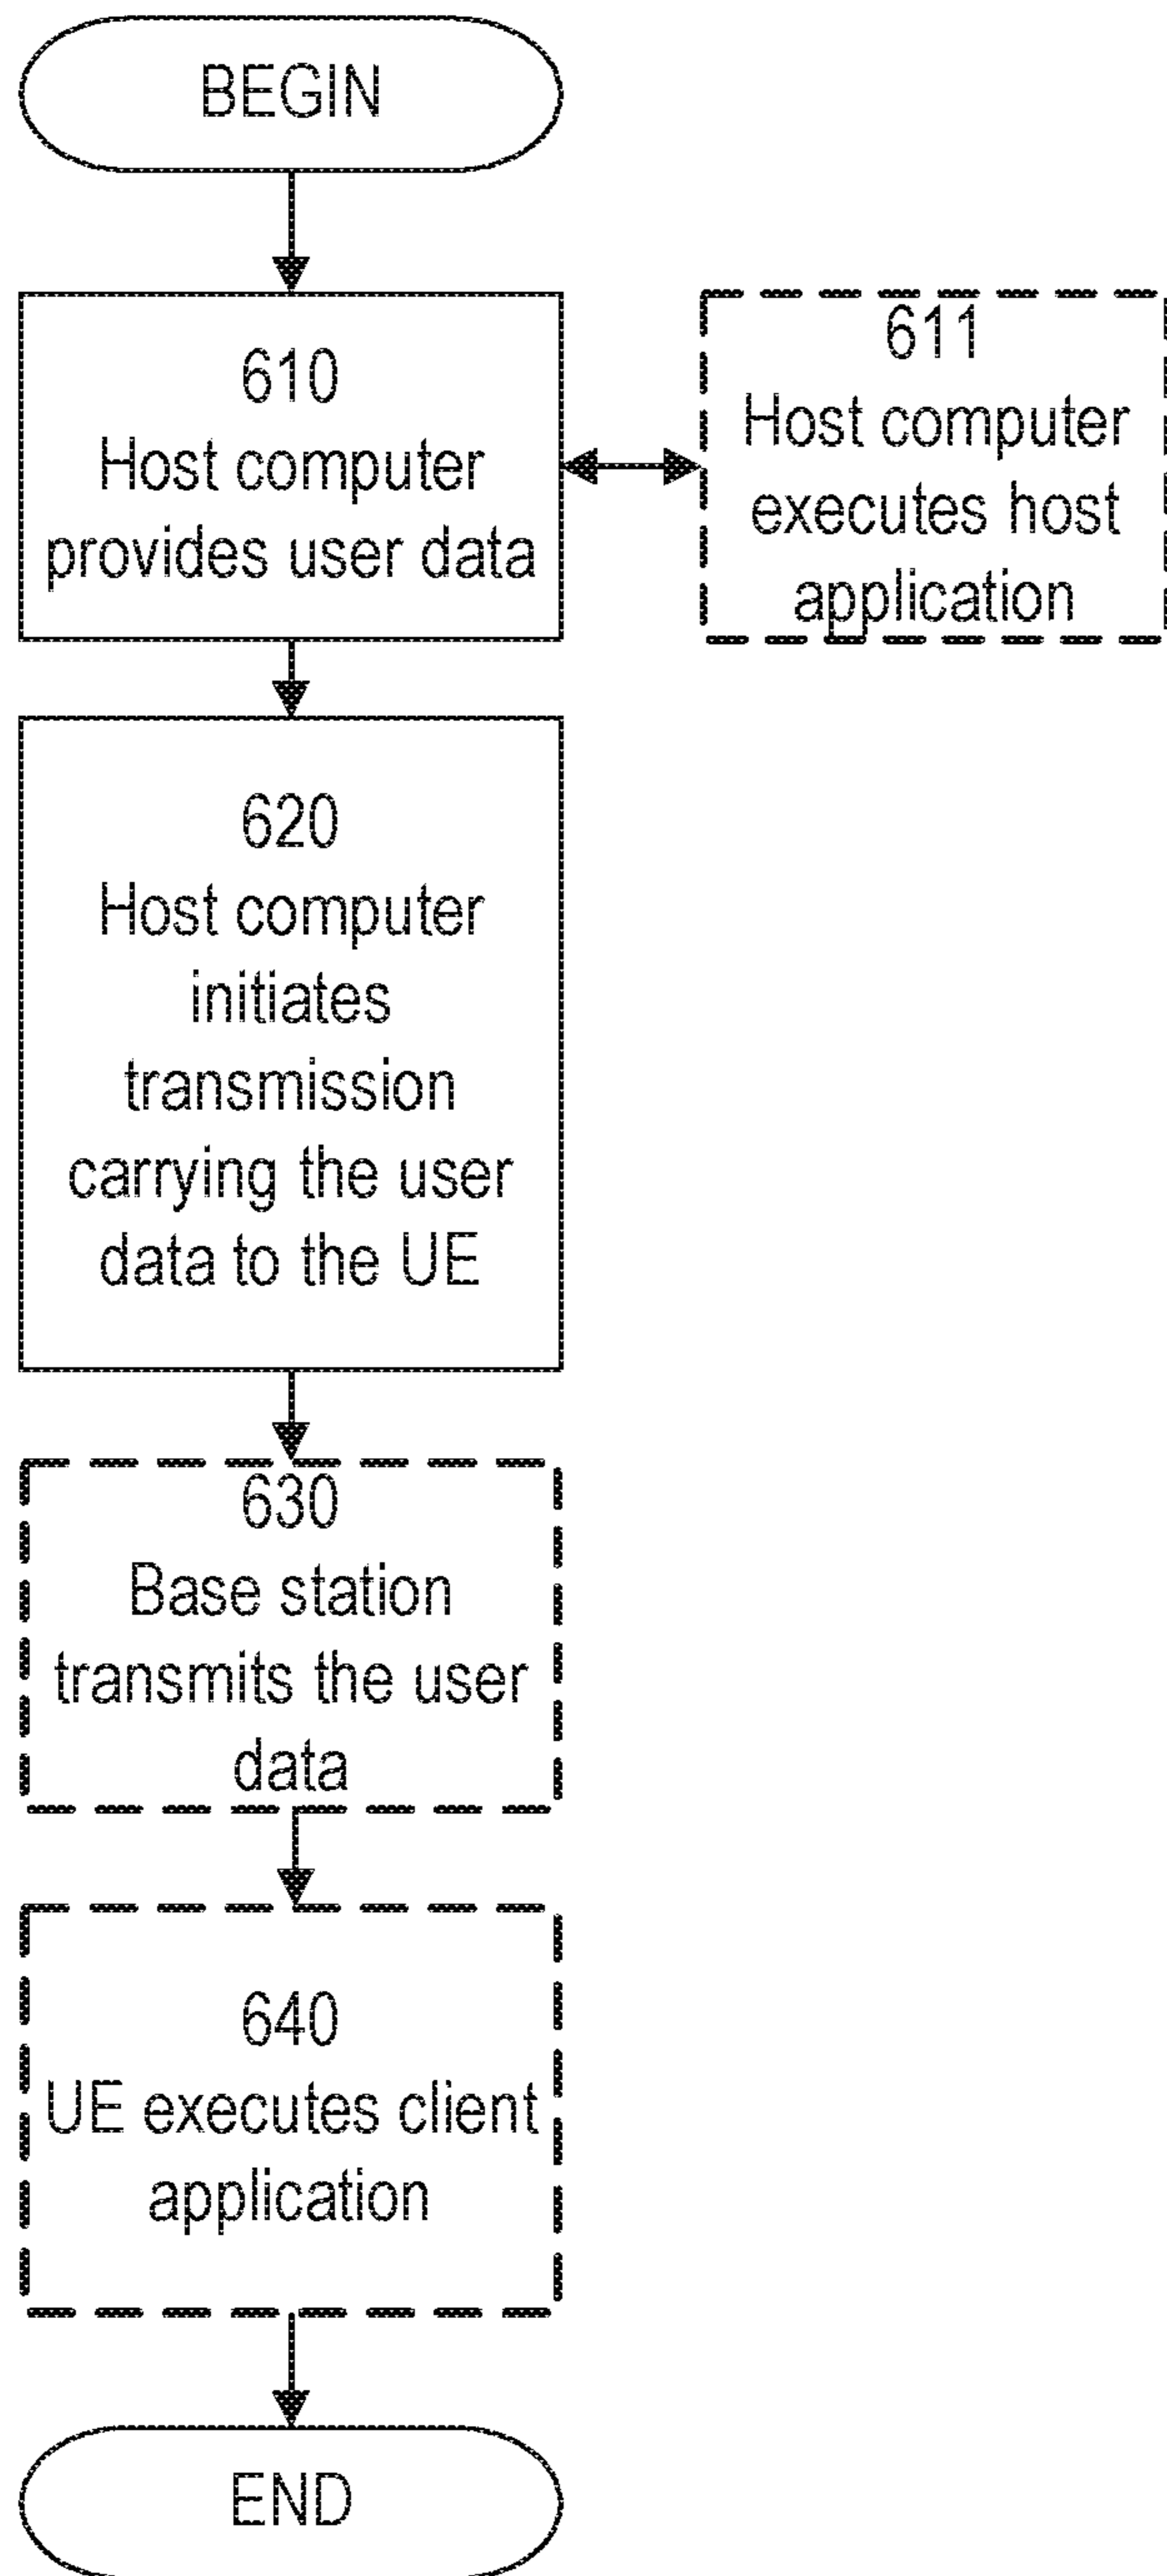 BEGIN
610
Host computer
provides user data
611
Host computer
executes host
application
620
Host computer
initiates
transmission
carrying the user
data to the UE
630
Base station
transmits the user
data
640
UE executes client
application
END